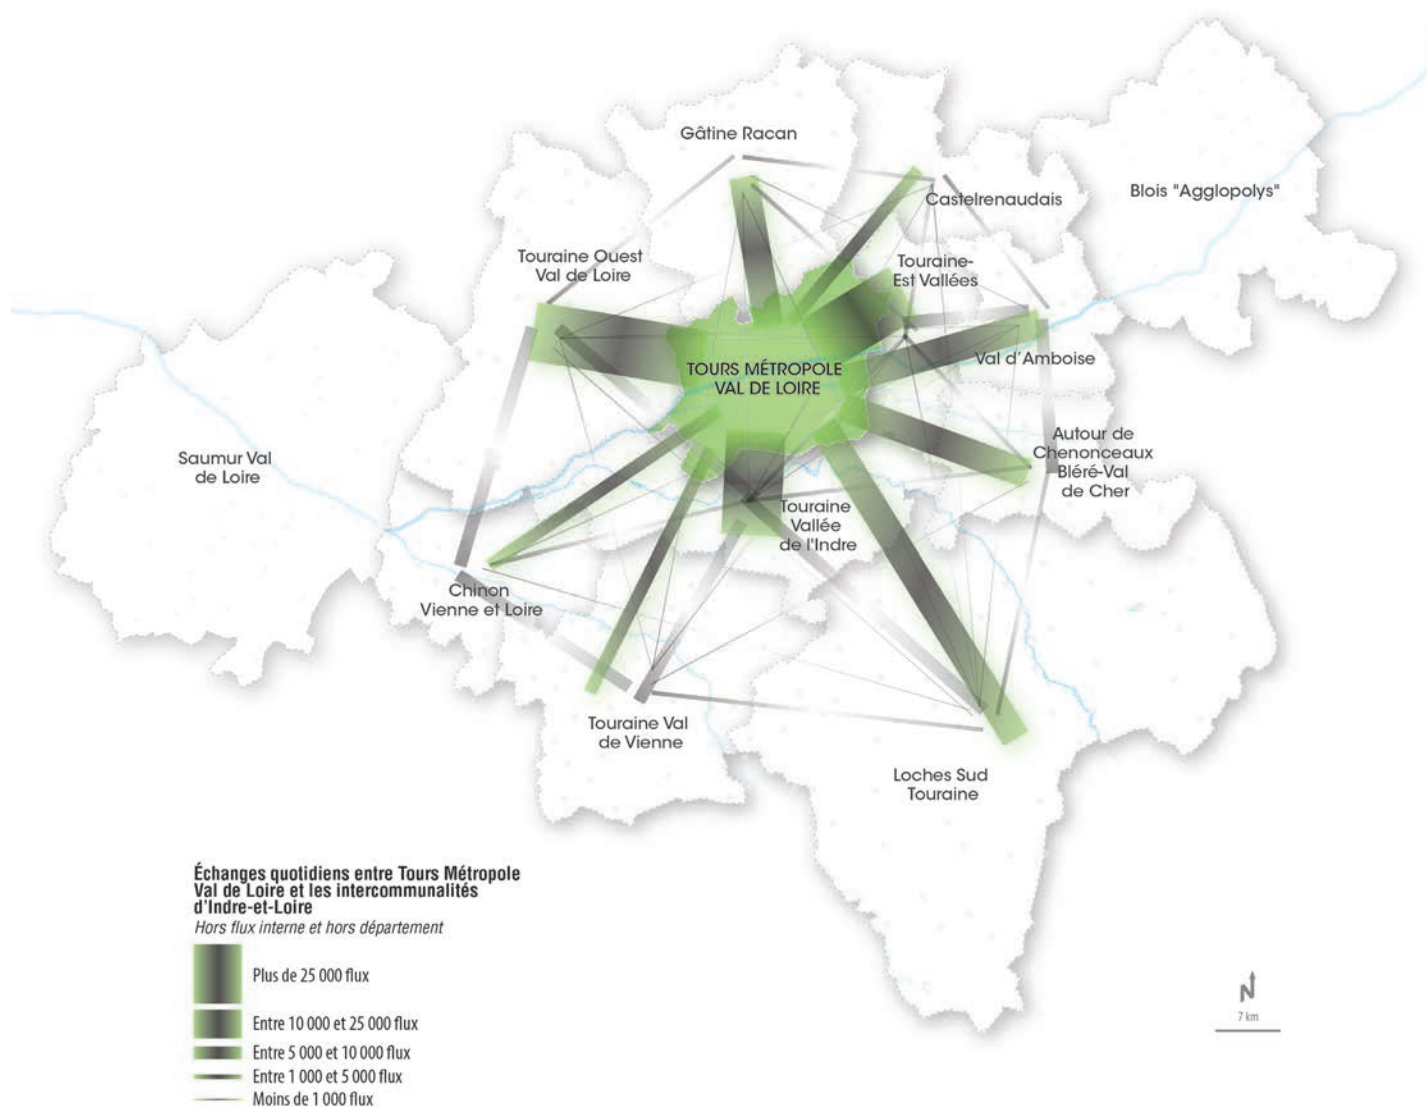 Gâtine Racan
Castelrenaudais
Blois "Agglopolys"
Touraine Ouest
Val de Loire
Touraine-
Est Vallées
TOURS MÉTROPOLE
VAL DE LOIRE
Val d'Amboise
Autour de
Chenonceaux
Bléré-Val
de Cher
Saumur Val
de Loire
Touraine
Vallée
de l'Indre
Chinon
Vienne et Loire
Touraine Val
de Vienne
Loches Sud
Touraine
Échanges quotidiens entre Tours Métropole
Val de Loire et les intercommunalités
d'Indre-et-Loire
Hors flux interne et hors département
Plus de 25 000 flux
Entre 10 000 et 25 000 flux
Entre 5 000 et 10 000 flux
Entre 1 000 et 5 000 flux
Moins de 1 000 flux
N
7 km